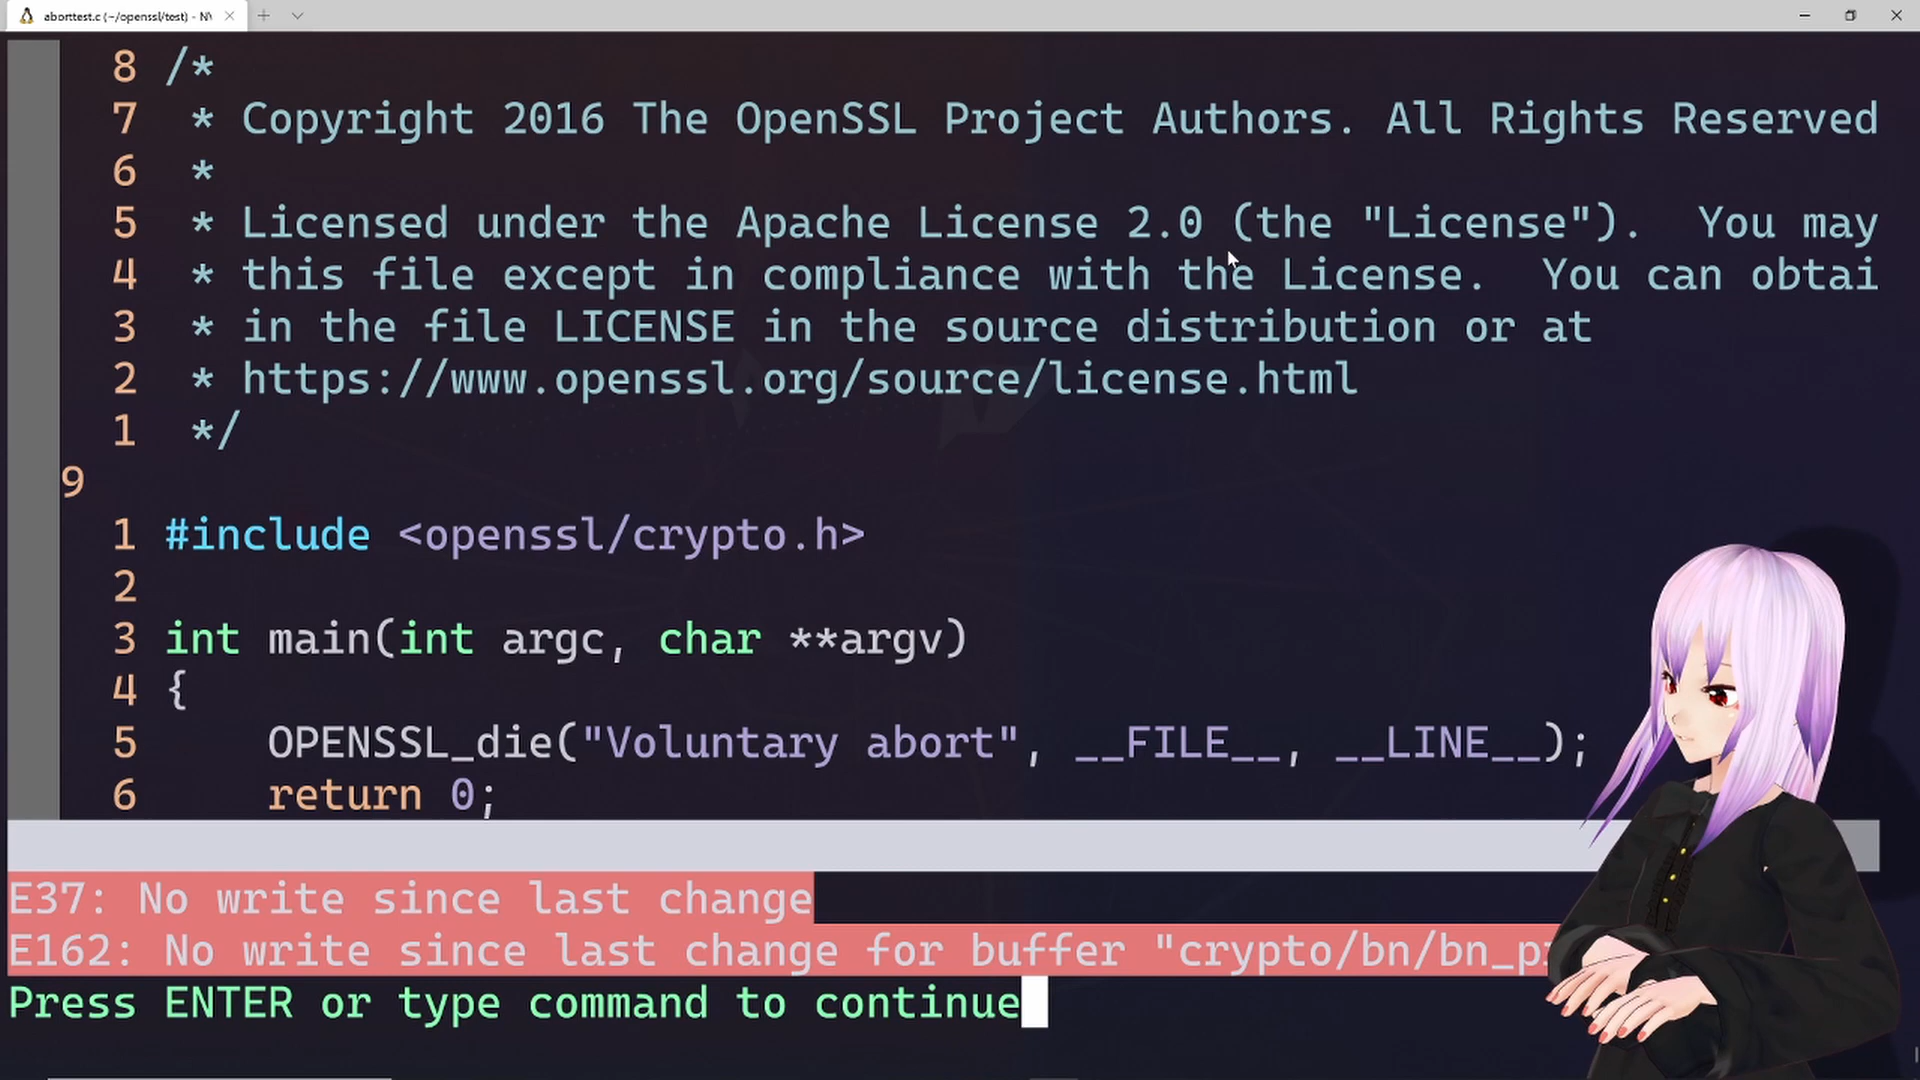 aborttest.c (~/openssl/test) - NV
8 /*
7  * Copyright 2016 The OpenSSL Project Authors. All Rights Reserved
6  *
5  * Licensed under the Apache License 2.0 (the "License").  You may
4  * this file except in compliance with the License.  You can obtai
3  * in the file LICENSE in the source distribution or at
2  * https://www.openssl.org/source/license.html
1  */
9
1 #include <openssl/crypto.h>
2
3 int main(int argc, char **argv)
4 {
5     OPENSSL_die("Voluntary abort", __FILE__, __LINE__);
6     return 0;
E37: No write since last change
E162: No write since last change for buffer "crypto/bn/
Press ENTER or type command to continue